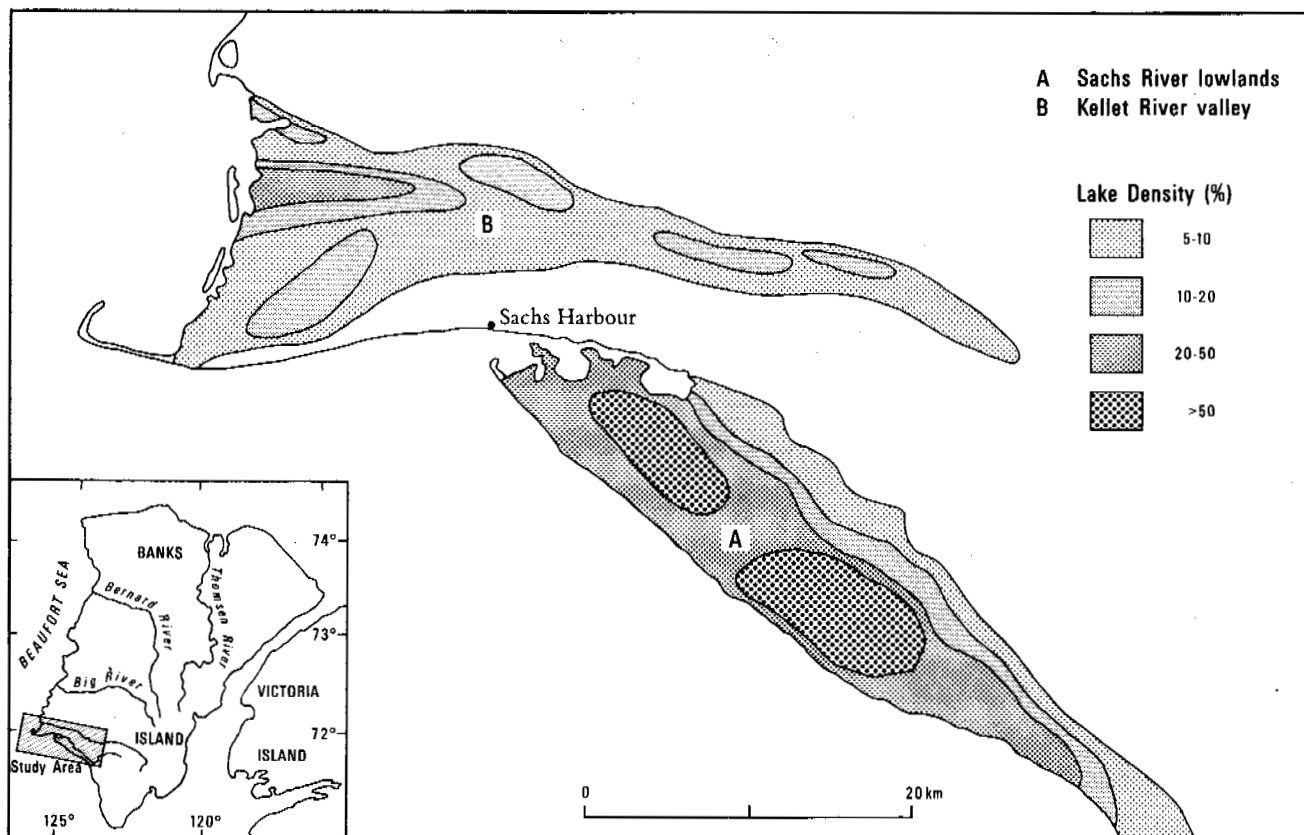 A Sachs River lowlands
B Kellet River valley
Lake Density (%)
5-10
10-20
20-50
>50
B
Sachs Harbour
A
0 20 km
BEAUFORT SEA
BANKS
ISLAND
Bernard River
Thomsen River
Big River
VICTORIA
ISLAND
Study Area
74°
73°
72°
125° 120°